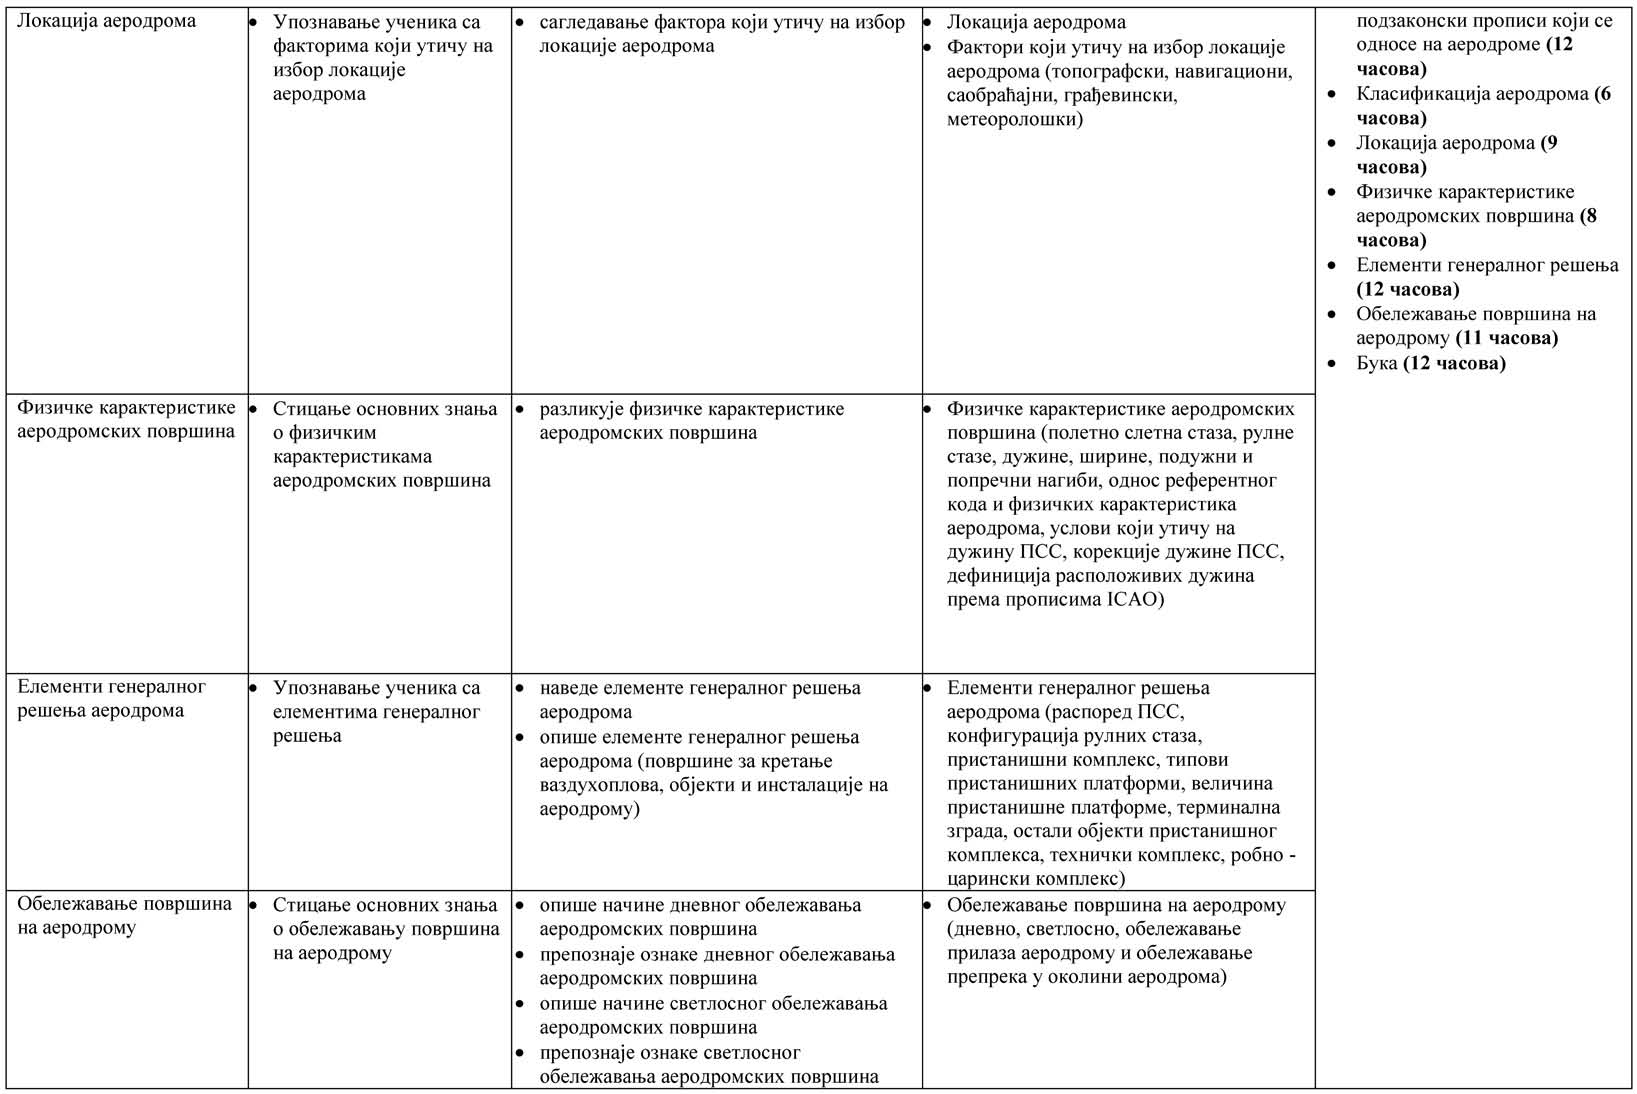 Локација аеродрома
• Упознавање ученика са
факторима који утичу на
избор локације
аеродрома
• сагледавање фактора који утичу на избор
локације аеродрома
• Локација аеродрома
• Фактори који утичу на избор локације
аеродрома (топографски, навигациони,
саобраћајни, грађевински,
метеоролошки)
подзаконски прописи који се
односе на аеродроме (12
часова)
• Класификација аеродрома (6
часова)
• Локација аеродрома (9
часова)
• Физичке карактеристике
аеродромских површина (8
часова)
• Елементи генералног решења
(12 часова)
• Обележавање површина на
аеродрому (11 часова)
• Бука (12 часова)
Физичке карактеристике
аеродромских површина
• Стицање основних знања
о физичким
карактеристикама
аеродромских површина
• разликује физичке карактеристике
аеродромских површина
• Физичке карактеристике аеродромских
површина (полетно слетна стаза, рулне
стазе, дужине, ширине, подужни и
попречни нагиби, однос референтног
кода и физичких карактеристика
аеродрома, услови који утичу на
дужину ПСС, корекције дужине ПСС,
дефиниција расположивих дужина
према прописима ICAO)
Елементи генералног
решења аеродрома
• Упознавање ученика са
елементима генералног
решења
• наведе елементе генералног решења
аеродрома
• опише елементе генералног решења
аеродрома (површине за кретање
ваздухоплова, објекти и инсталације на
аеродрому)
• Елементи генералног решења
аеродрома (распоред ПСС,
конфигурација рулних стаза,
пристанишни комплекс, типови
пристанишних платформи, величина
пристанишне платформе, терминална
зграда, остали објекти пристанишног
комплекса, технички комплекс, робно -
царински комплекс)
Обележавање површина
на аеродрому
• Стицање основних знања
о обележавању површина
на аеродрому
• опише начине дневног обележавања
аеродромских површина
• препознаје ознаке дневног обележавања
аеродромских површина
• опише начине светлосног обележавања
аеродромских површина
• препознаје ознаке светлосног
обележавања аеродромских површина
• Обележавање површина на аеродрому
(дневно, светлосно, обележавање
прилаза аеродрому и обележавање
препрека у околини аеродрома)